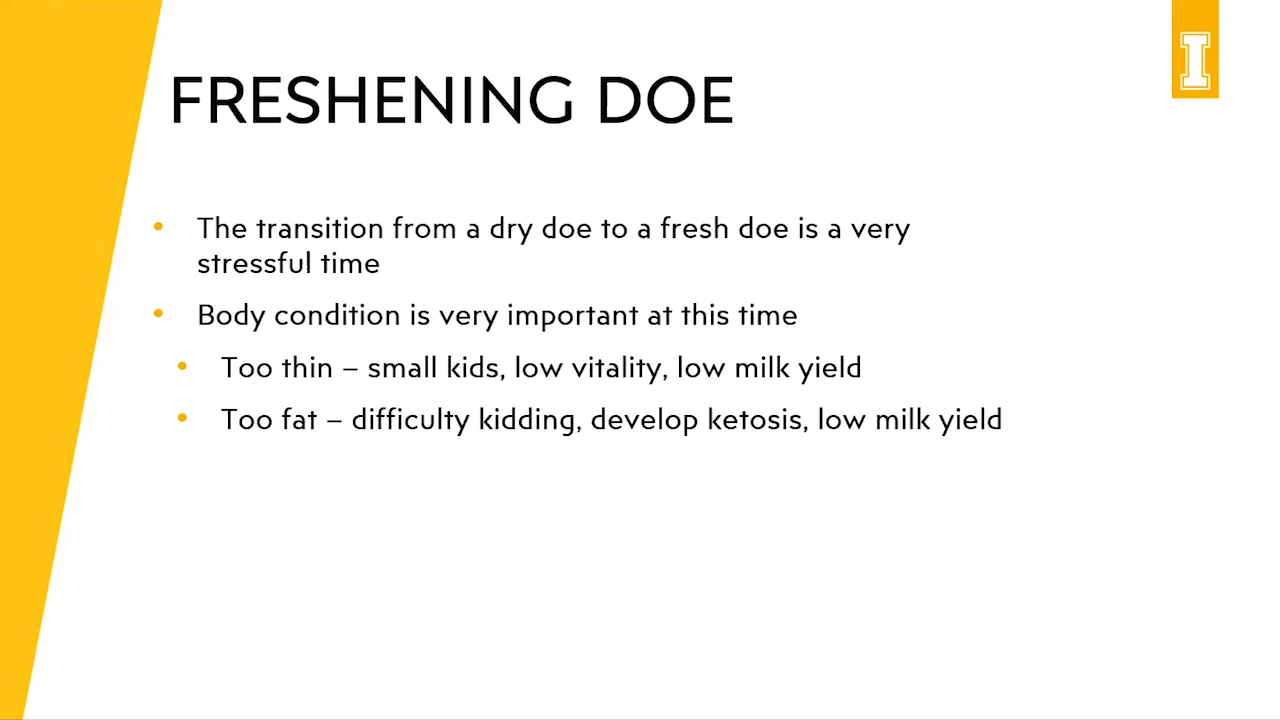 I
FRESHENING DOE
• The transition from a dry doe to a fresh doe is a very
stressful time
• Body condition is very important at this time
• Too thin – small kids, low vitality, low milk yield
• Too fat – difficulty kidding, develop ketosis, low milk yield